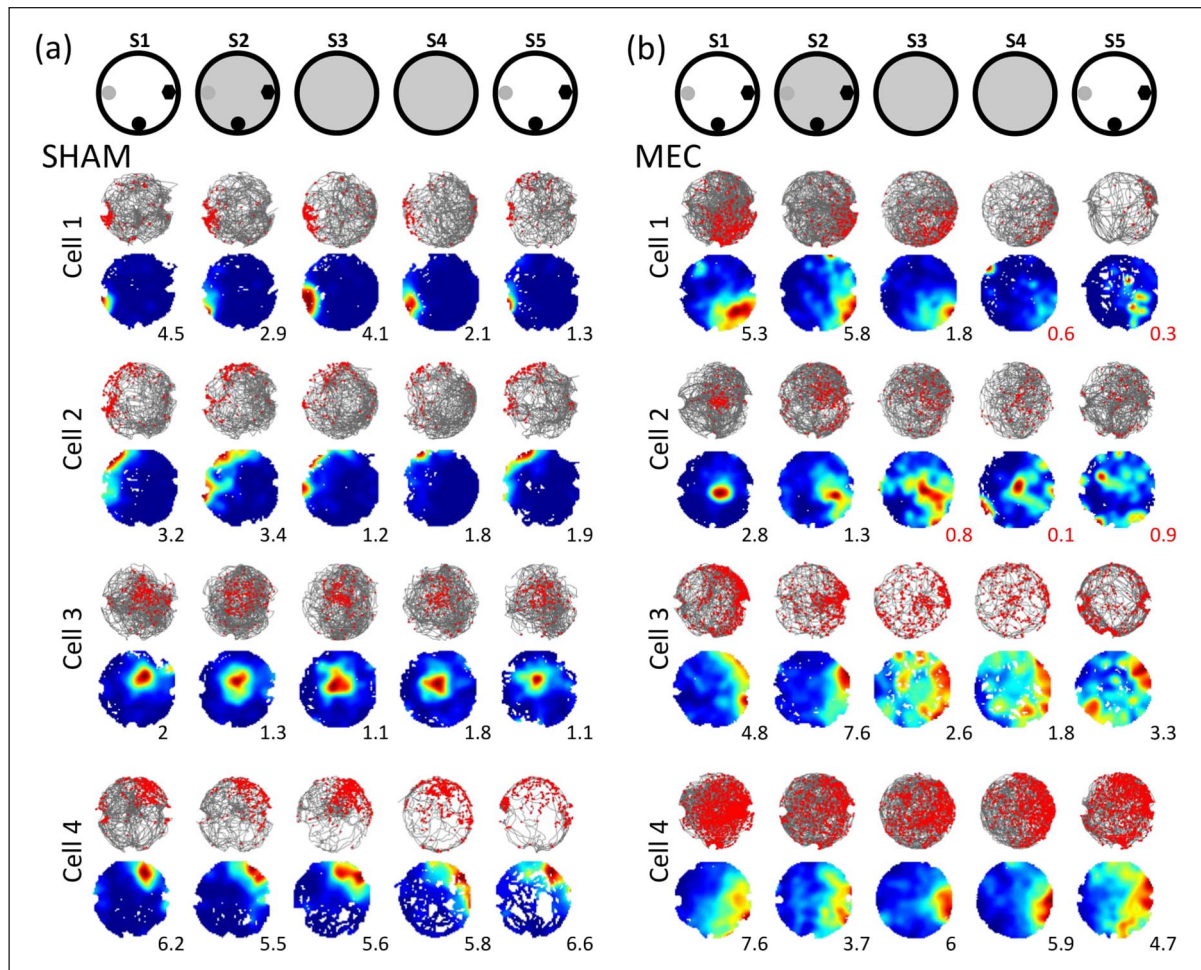 (a) S1 S2 S3 S4 S5
SHAM
Cell 1
4.5 2.9 4.1 2.1 1.3
Cell 2
3.2 3.4 1.2 1.8 1.9
Cell 3
2 1.3 1.1 1.8 1.1
Cell 4
6.2 5.5 5.6 5.8 6.6
(b) S1 S2 S3 S4 S5
MEC
Cell 1
5.3 5.8 1.8 0.6 0.3
Cell 2
2.8 1.3 0.8 0.1 0.9
Cell 3
4.8 7.6 2.6 1.8 3.3
Cell 4
7.6 3.7 6 5.9 4.7